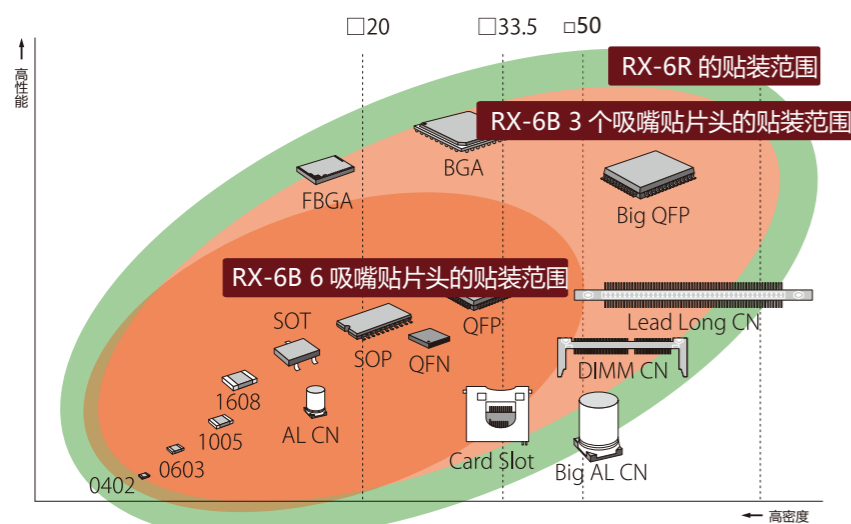 □20
□33.5
□50
高性能
RX-6R 的贴装范围
RX-6B 3 个吸嘴贴片头的贴装范围
BGA
FBGA
Big QFP
RX-6B 6 吸嘴贴片头的贴装范围
SOT
SOP
QFP
QFN
Lead Long CN
DIMM CN
1608
1005
AL CN
0603
0402
Card Slot
Big AL CN
高密度